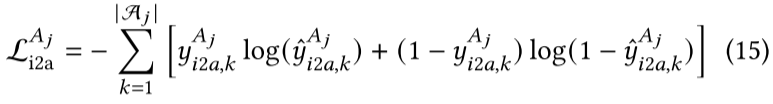 $$\mathcal{L}_{\text{i2a}}^{A_j} = - \sum_{k=1}^{|\mathcal{A}_j|} \left[ y_{i2a,k}^{A_j} \log(\hat{y}_{i2a,k}^{A_j}) + (1 - y_{i2a,k}^{A_j}) \log(1 - \hat{y}_{i2a,k}^{A_j}) \right] \quad (15)$$